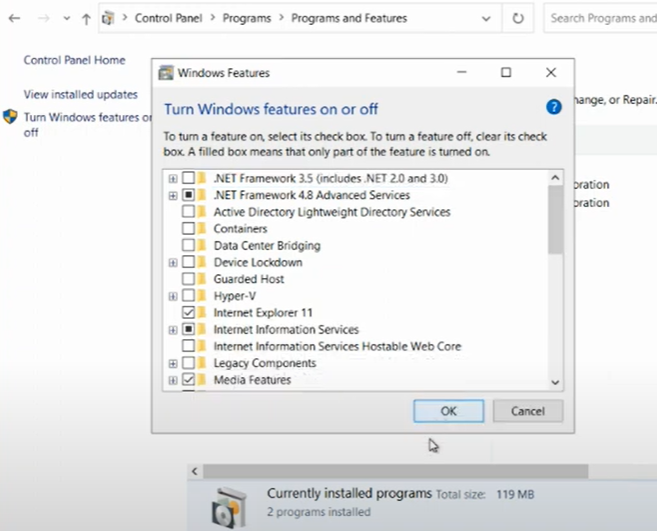 Control Panel > Programs > Programs and Features
Search Programs and
Control Panel Home
View installed updates
Turn Windows features or
off
hange, or Repair.
oration
oration
Windows Features
Turn Windows features on or off
To turn a feature on, select its check box. To turn a feature off, clear its check
box. A filled box means that only part of the feature is turned on.
.NET Framework 3.5 (includes .NET 2.0 and 3.0)
.NET Framework 4.8 Advanced Services
Active Directory Lightweight Directory Services
Containers
Data Center Bridging
Device Lockdown
Guarded Host
Hyper-V
Internet Explorer 11
Internet Information Services
Internet Information Services Hostable Web Core
Legacy Components
Media Features
OK
Cancel
Currently installed programs Total size: 119 MB
2 programs installed